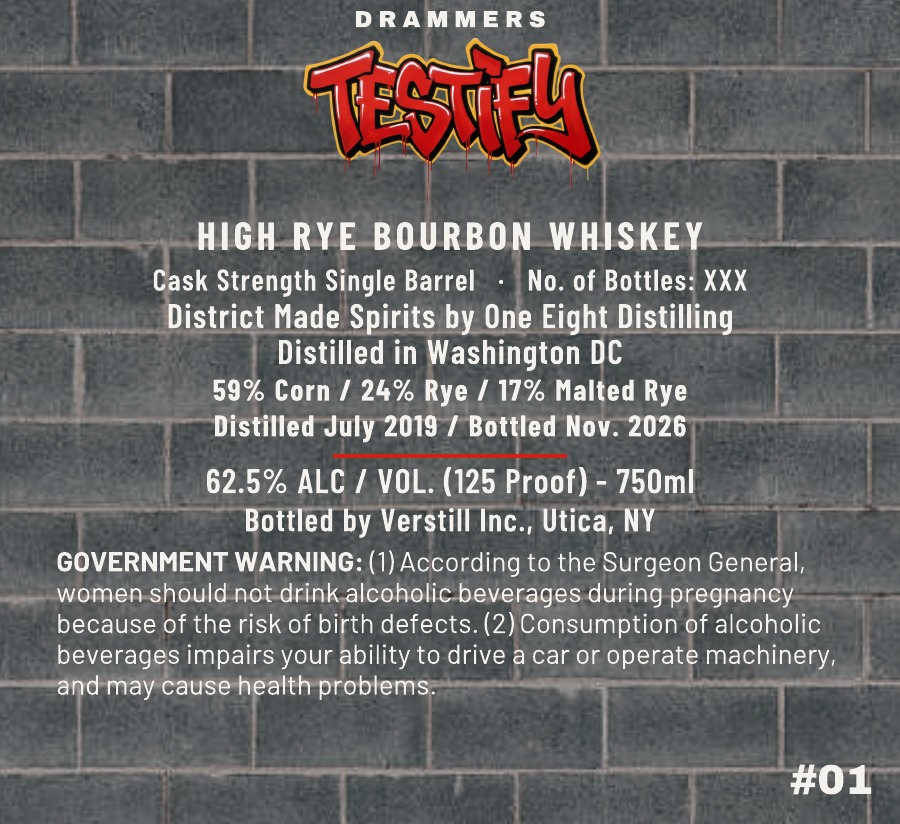 DRAMMERS
TESTiFY
HIGH RYE BOURBON WHISKEY
Cask Strength Single Barrel · No. of Bottles: XXX
District Made Spirits by One Eight Distilling
Distilled in Washington DC
59% Corn / 24% Rye / 17% Malted Rye
Distilled July 2019 / Bottled Nov. 2026
62.5% ALC / VOL. (125 Proof) - 750ml
Bottled by Verstill Inc., Utica, NY
GOVERNMENT WARNING: (1) According to the Surgeon General,
women should not drink alcoholic beverages during pregnancy
because of the risk of birth defects. (2) Consumption of alcoholic
beverages impairs your ability to drive a car or operate machinery,
and may cause health problems.
#01